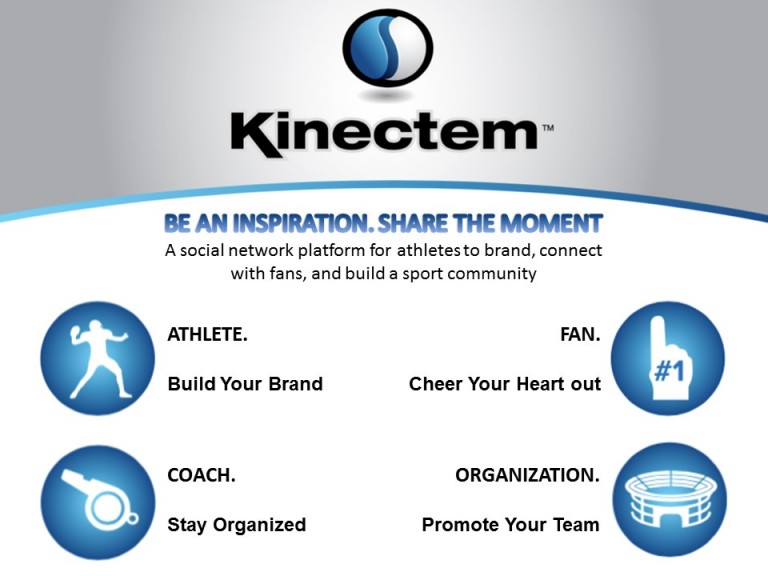 Kinectem™
BE AN INSPIRATION. SHARE THE MOMENT
A social network platform for athletes to brand, connect
with fans, and build a sport community
ATHLETE.
Build Your Brand
FAN.
Cheer Your Heart out
#1
COACH.
Stay Organized
ORGANIZATION.
Promote Your Team